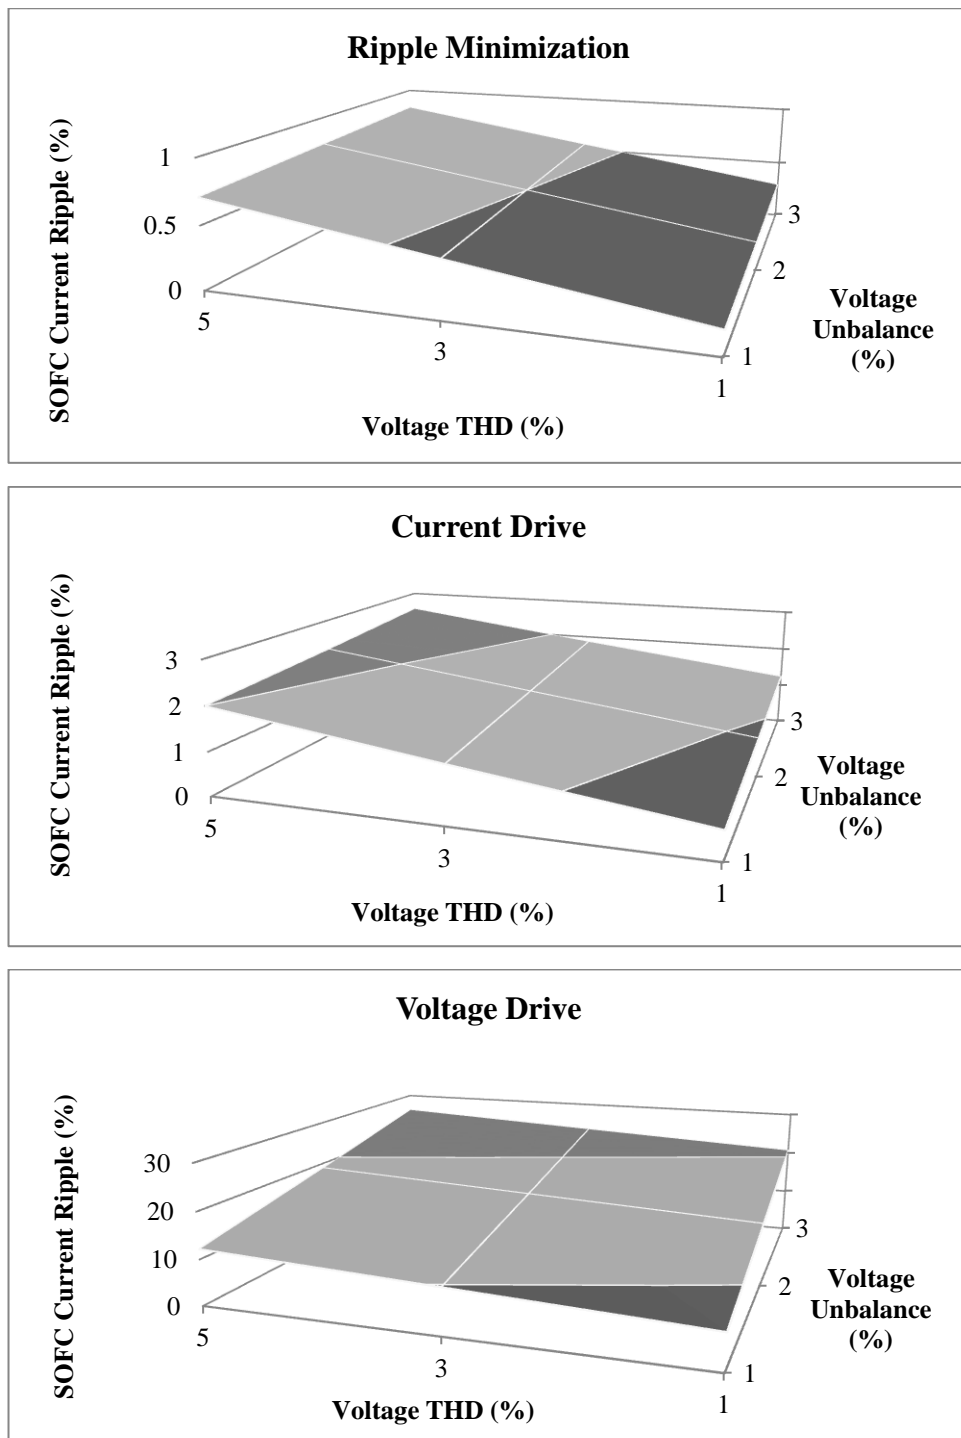 Ripple Minimization
SOFC Current Ripple (%)
1
0.5
0
5
3
1
Voltage THD (%)
3
2
1
Voltage
Unbalance
(%)
Current Drive
SOFC Current Ripple (%)
3
2
1
0
5
3
1
Voltage THD (%)
3
2
1
Voltage
Unbalance
(%)
Voltage Drive
SOFC Current Ripple (%)
30
20
10
0
5
3
1
Voltage THD (%)
3
2
1
Voltage
Unbalance
(%)